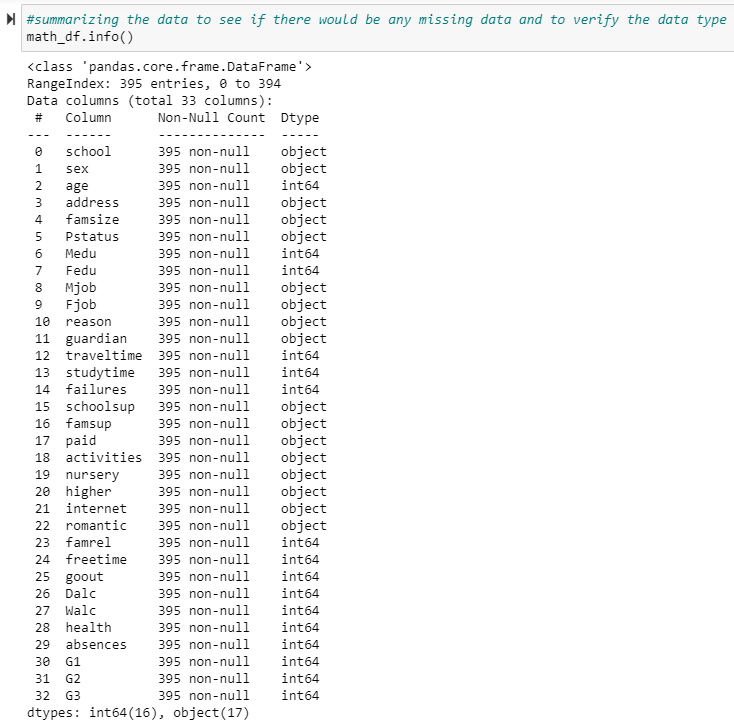 #summarizing the data to see if there would be any missing data and to verify the data type
math_df.info()
<class 'pandas.core.frame.DataFrame'>
RangeIndex: 395 entries, 0 to 394
Data columns (total 33 columns):
 #   Column      Non-Null Count  Dtype
---  ------      --------------  -----
 0   school      395 non-null    object
 1   sex         395 non-null    object
 2   age         395 non-null    int64
 3   address     395 non-null    object
 4   famsize     395 non-null    object
 5   Pstatus     395 non-null    object
 6   Medu        395 non-null    int64
 7   Fedu        395 non-null    int64
 8   Mjob        395 non-null    object
 9   Fjob        395 non-null    object
 10  reason      395 non-null    object
 11  guardian    395 non-null    object
 12  traveltime  395 non-null    int64
 13  studytime   395 non-null    int64
 14  failures    395 non-null    int64
 15  schoolsup   395 non-null    object
 16  famsup      395 non-null    object
 17  paid        395 non-null    object
 18  activities  395 non-null    object
 19  nursery     395 non-null    object
 20  higher      395 non-null    object
 21  internet    395 non-null    object
 22  romantic    395 non-null    object
 23  famrel      395 non-null    int64
 24  freetime    395 non-null    int64
 25  goout       395 non-null    int64
 26  Dalc        395 non-null    int64
 27  Walc        395 non-null    int64
 28  health      395 non-null    int64
 29  absences    395 non-null    int64
 30  G1          395 non-null    int64
 31  G2          395 non-null    int64
 32  G3          395 non-null    int64
dtypes: int64(16), object(17)